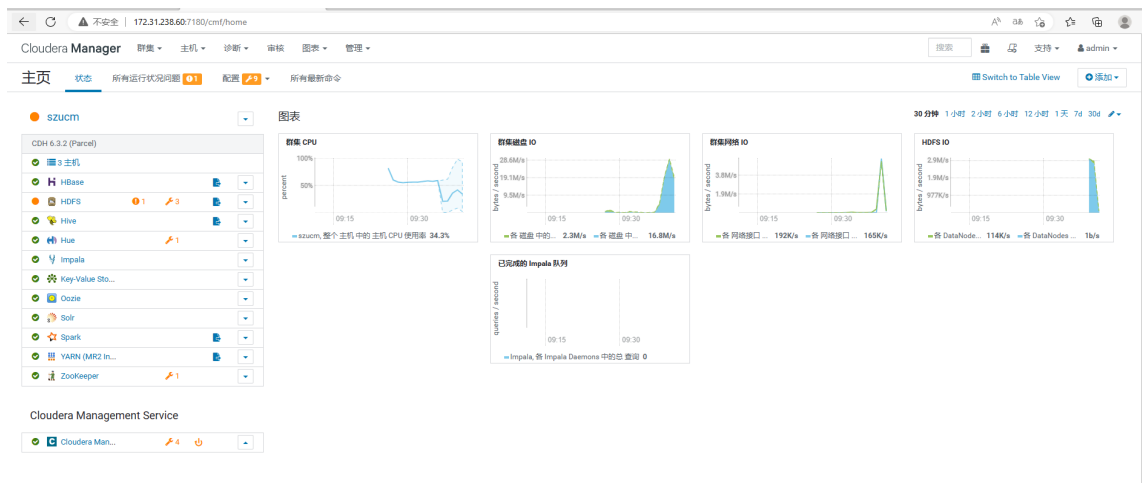 不安全 | 172.31.238.60:7180/cmf/home
Cloudera Manager 群集 主机 诊断 审核 图表 管理 搜索 支持 admin
主页 状态 所有运行状况问题 1 配置 9 所有最新命令 Switch to Table View 添加
szucm
图表
30 分钟 1 小时 2 小时 6 小时 12 小时 1 天 7d 30d
CDH 6.3.2 (Parcel)
3 主机
HBase
HDFS 1 3
Hive
Hue 1
Impala
Key-Value Sto...
Oozie
Solr
Spark
YARN (MR2 In...
ZooKeeper 1
Cloudera Management Service
Cloudera Man... 4
群集 CPU
percent
100%
50%
09:15 09:30
szucm, 整个 主机 中的 主机 CPU 使用率 34.3%
群集磁盘 IO
bytes / second
28.6M/s
19.1M/s
9.5M/s
09:15 09:30
各 磁盘 中的... 2.3M/s 各 磁盘 中... 16.8M/s
群集网络 IO
bytes / second
3.8M/s
1.9M/s
09:15 09:30
各 网络接口 ... 192K/s 各 网络接口... 165K/s
HDFS IO
bytes / second
2.9M/s
1.9M/s
977K/s
09:15 09:30
各 DataNode... 114K/s 各 DataNodes ... 1b/s
已完成的 Impala 队列
queries / second
09:15 09:30
Impala, 各 Impala Daemons 中的总 查询 0